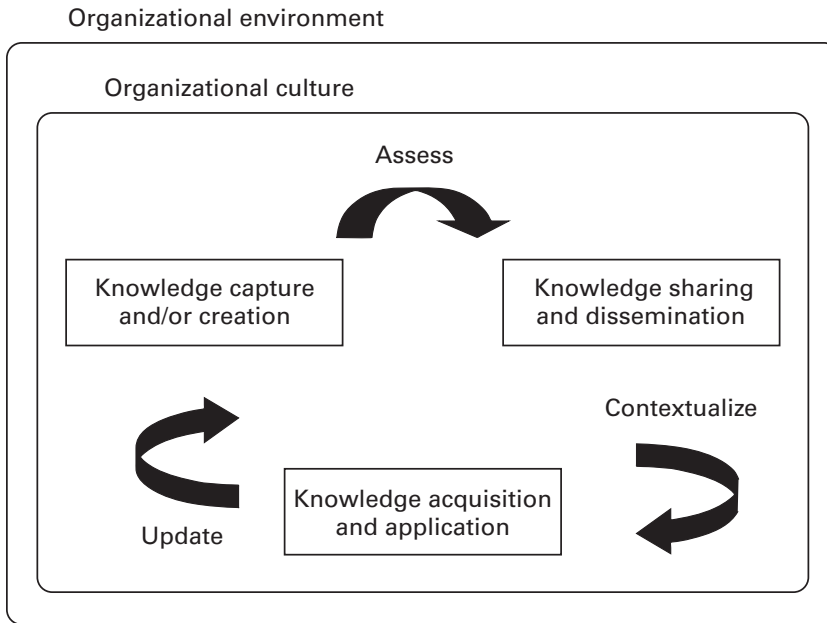 Organizational environment
Organizational culture
Assess
Knowledge capture
and/or creation
Knowledge sharing
and dissemination
Contextualize
Knowledge acquisition
and application
Update